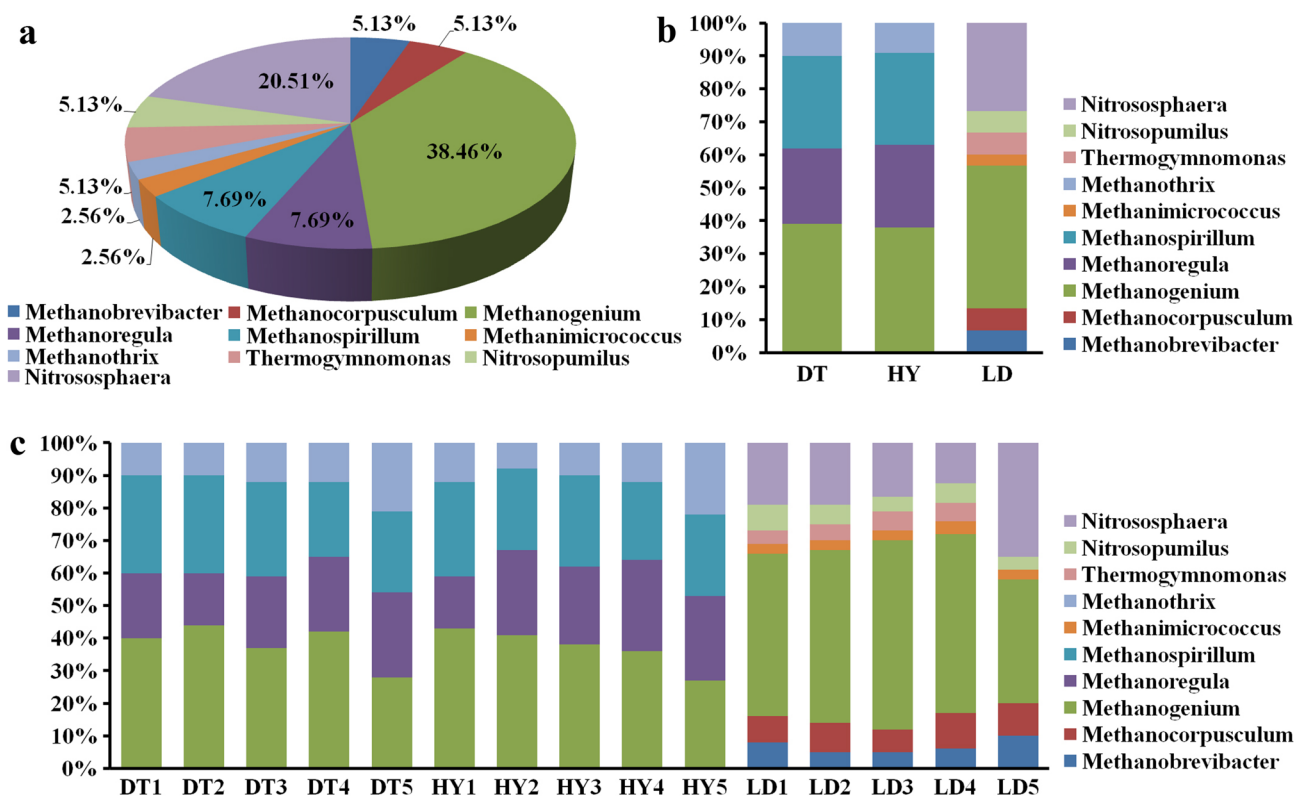 a
5.13%
5.13%
20.51%
5.13%
38.46%
5.13%
7.69%
7.69%
2.56%
2.56%
Methanobrevibacter
Methanocorpusculum
Methanogenium
Methanoregula
Methanospirillum
Methanimicrococcus
Methanothrix
Thermogymnomonas
Nitrosopumilus
Nitrososphaera
b
100%
90%
80%
70%
60%
50%
40%
30%
20%
10%
0%
DT
HY
LD
Nitrososphaera
Nitrosopumilus
Thermogymnomonas
Methanothrix
Methanimicrococcus
Methanospirillum
Methanoregula
Methanogenium
Methanocorpusculum
Methanobrevibacter
c
100%
90%
80%
70%
60%
50%
40%
30%
20%
10%
0%
DT1
DT2
DT3
DT4
DT5
HY1
HY2
HY3
HY4
HY5
LD1
LD2
LD3
LD4
LD5
Nitrososphaera
Nitrosopumilus
Thermogymnomonas
Methanothrix
Methanimicrococcus
Methanospirillum
Methanoregula
Methanogenium
Methanocorpusculum
Methanobrevibacter